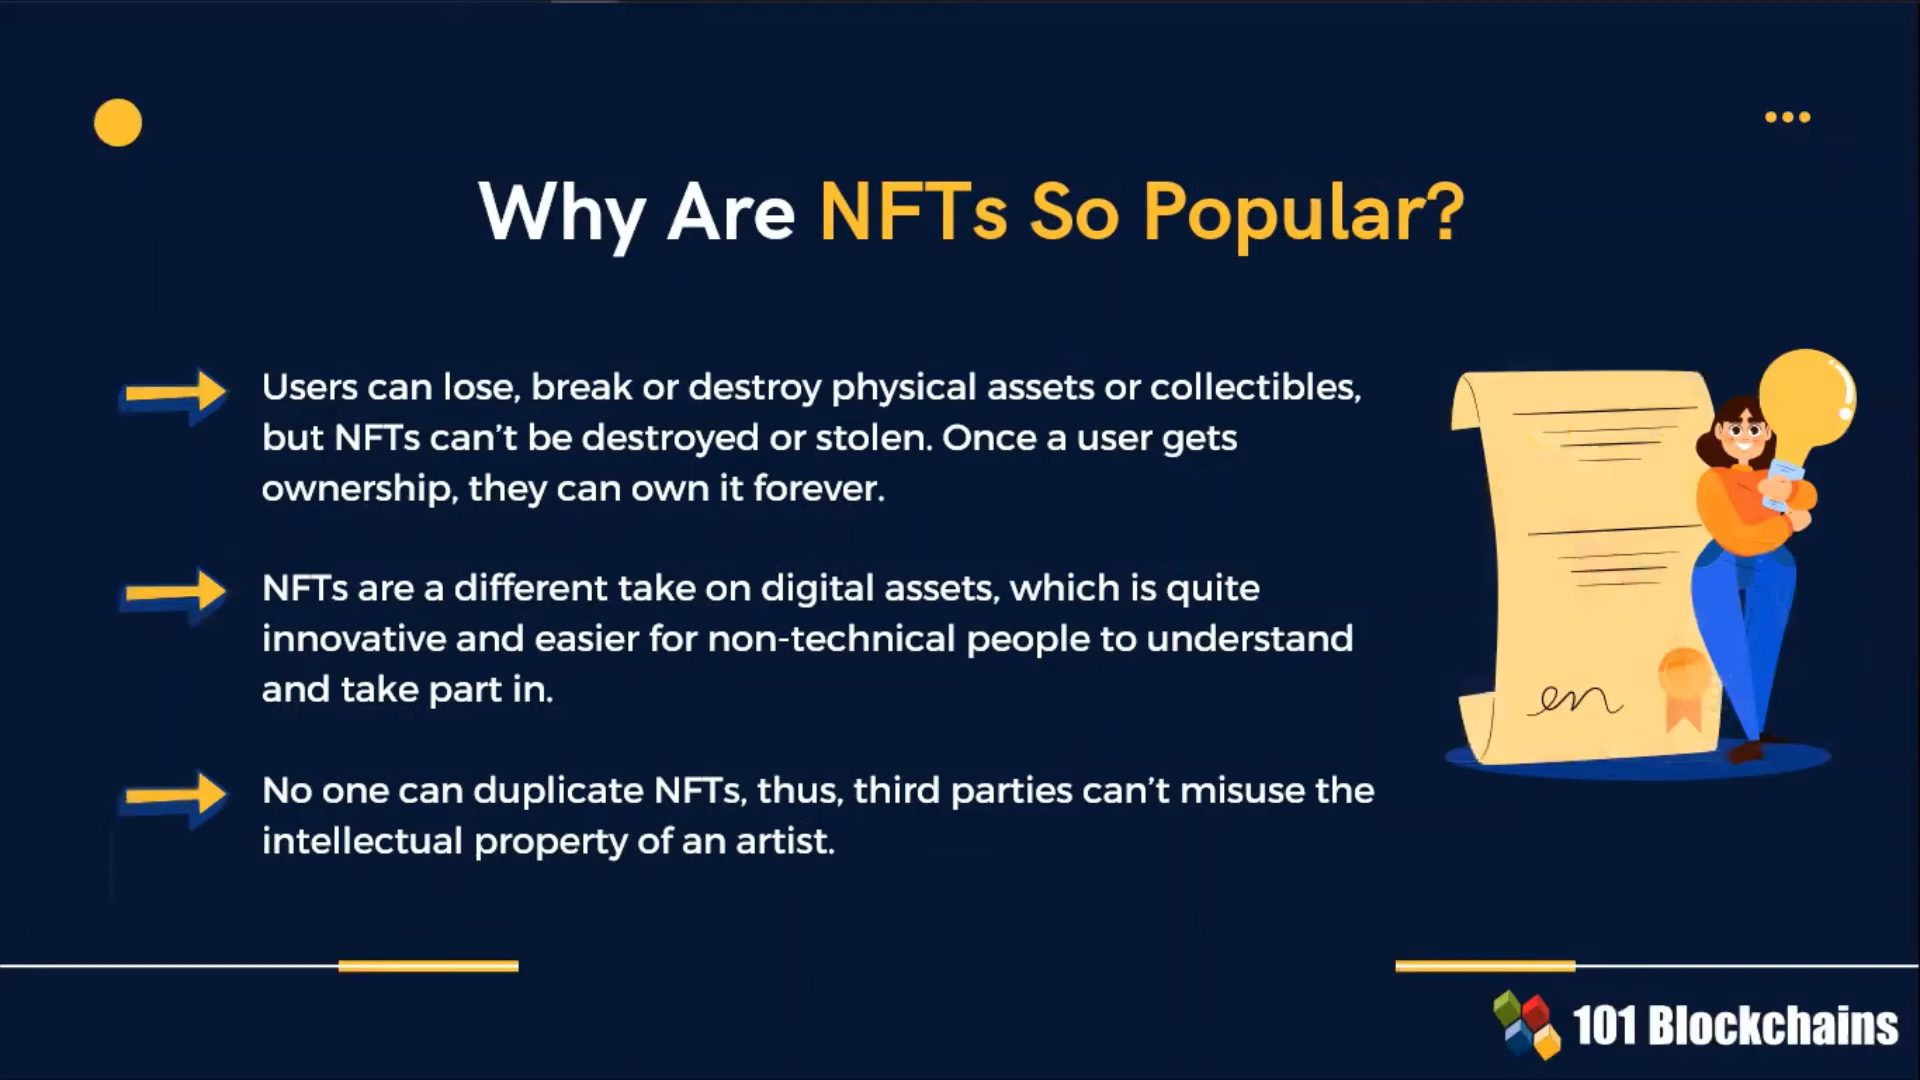 Why Are NFTs So Popular?
Users can lose, break or destroy physical assets or collectibles,
but NFTs can’t be destroyed or stolen. Once a user gets
ownership, they can own it forever.
NFTs are a different take on digital assets, which is quite
innovative and easier for non-technical people to understand
and take part in.
No one can duplicate NFTs, thus, third parties can’t misuse the
intellectual property of an artist.
101 Blockchains